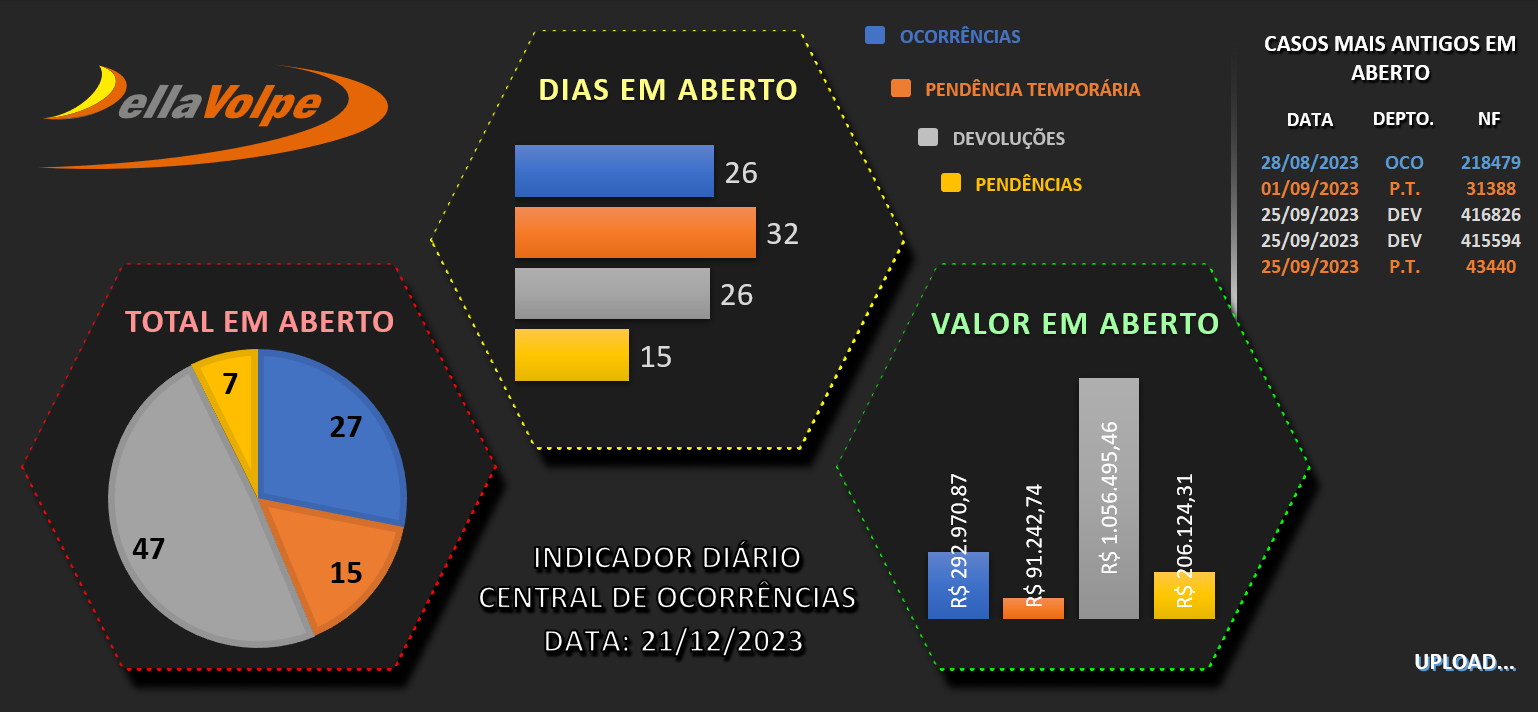 ellaVolpe
DIAS EM ABERTO
26
32
26
15
OCORRÊNCIAS
PENDÊNCIA TEMPORÁRIA
DEVOLUÇÕES
PENDÊNCIAS
CASOS MAIS ANTIGOS EM
ABERTO
DATA DEPTO. NF
28/08/2023 OCO 218479
01/09/2023 P.T. 31388
25/09/2023 DEV 416826
25/09/2023 DEV 415594
25/09/2023 P.T. 43440
TOTAL EM ABERTO
7
27
47
15
VALOR EM ABERTO
R$ 292.970,87
R$ 91.242,74
R$ 1.056.495,46
R$ 206.124,31
INDICADOR DIÁRIO
CENTRAL DE OCORRÊNCIAS
DATA: 21/12/2023
UPLOAD...